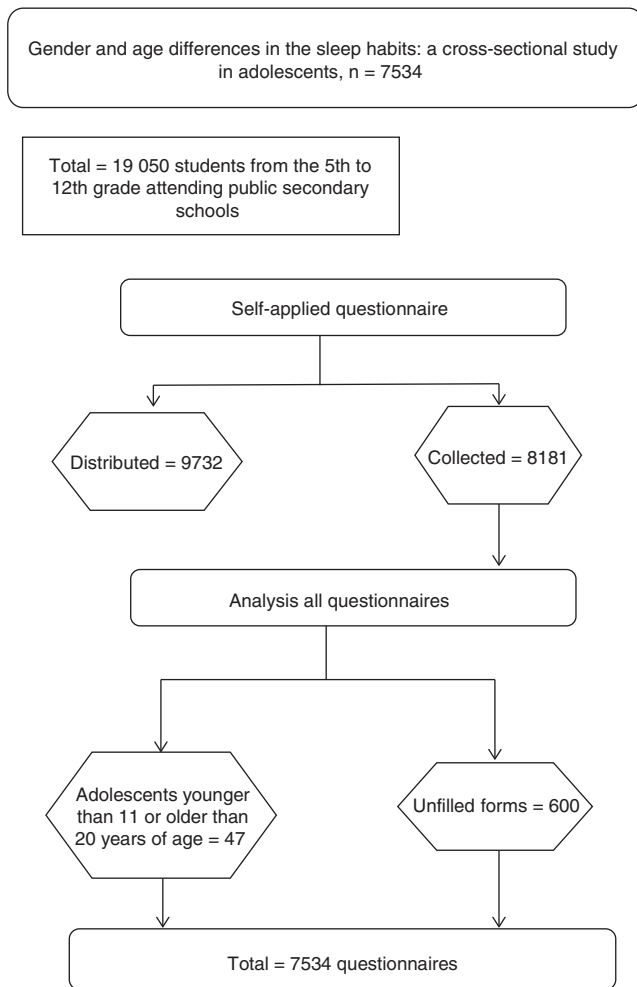 Gender and age differences in the sleep habits: a cross-sectional study
in adolescents, n = 7534
Total = 19 050 students from the 5th to
12th grade attending public secondary
schools
Self-applied questionnaire
Distributed = 9732
Collected = 8181
Analysis all questionnaires
Adolescents younger
than 11 or older than
20 years of age = 47
Unfilled forms = 600
Total = 7534 questionnaires